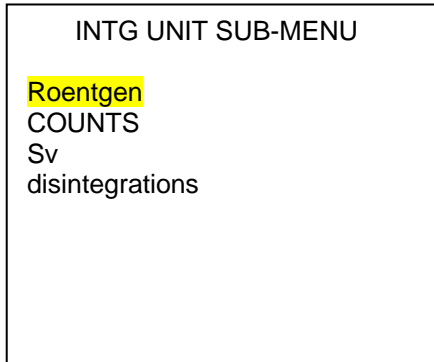 INTG UNIT SUB-MENU
Roentgen
COUNTS
Sv
disintegrations